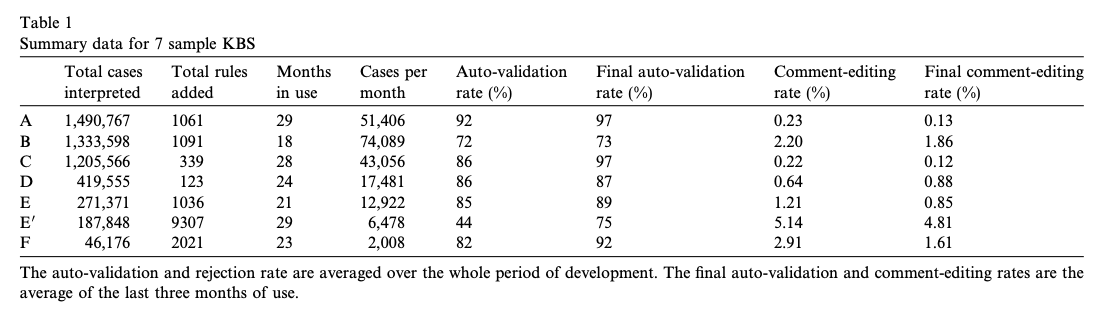 Table 1
Summary data for 7 sample KBS
Total cases interpreted Total rules added Months in use Cases per month Auto-validation rate (%) Final auto-validation rate (%) Comment-editing rate (%) Final comment-editing rate (%)
A 1,490,767 1061 29 51,406 92 97 0.23 0.13
B 1,333,598 1091 18 74,089 72 73 2.20 1.86
C 1,205,566 339 28 43,056 86 97 0.22 0.12
D 419,555 123 24 17,481 86 87 0.64 0.88
E 271,371 1036 21 12,922 85 89 1.21 0.85
E′ 187,848 9307 29 6,478 44 75 5.14 4.81
F 46,176 2021 23 2,008 82 92 2.91 1.61
The auto-validation and rejection rate are averaged over the whole period of development. The final auto-validation and comment-editing rates are the
average of the last three months of use.